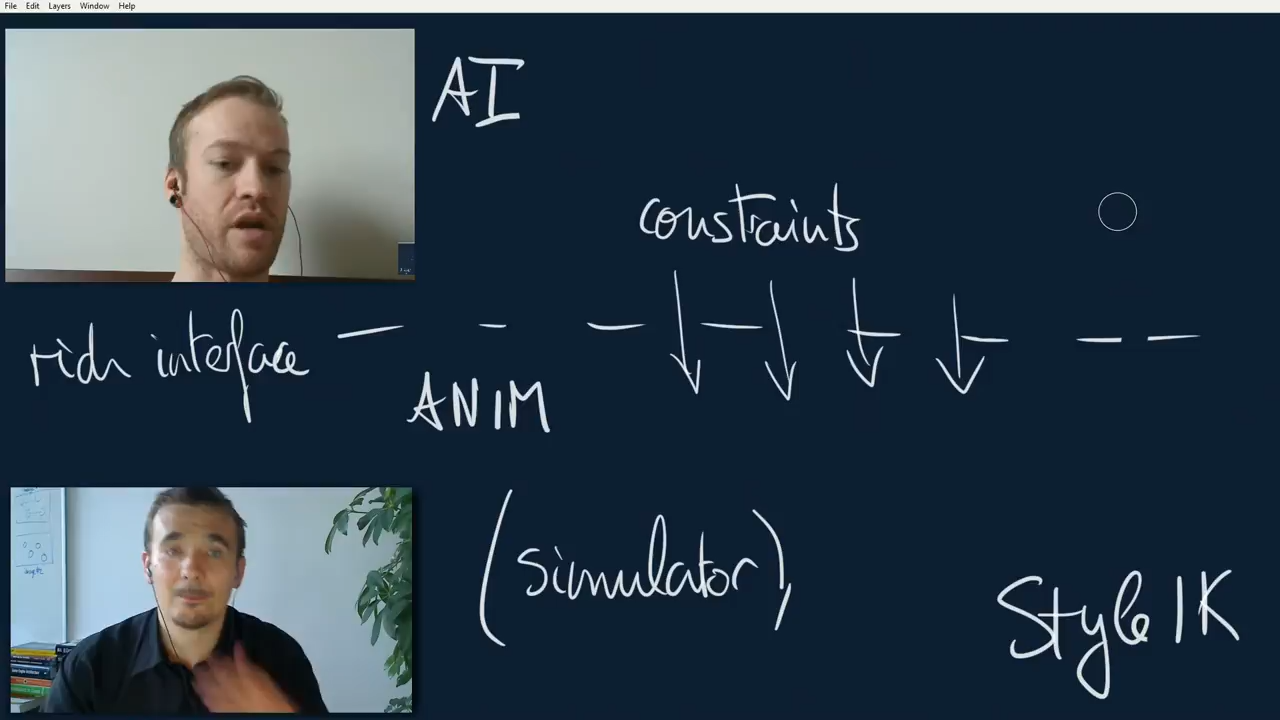 File Edit Layers Window Help
AI
constraints
rich interface
ANIM
(simulator),
Style IK